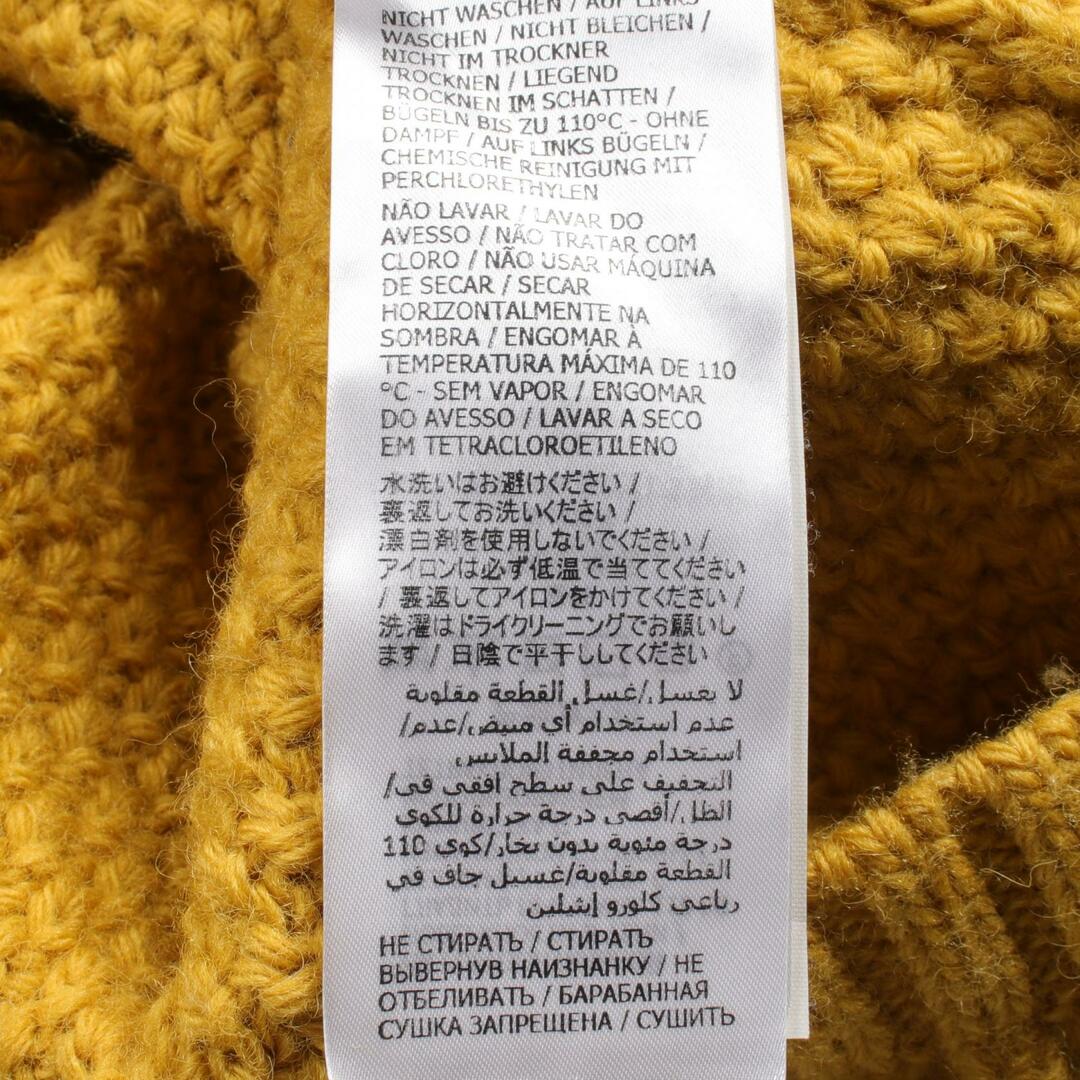 NICHT WASCHEN / AUF LINKS
WASCHEN / NICHT BLEICHEN /
NICHT IM TROCKNER
TROCKNEN / LIEGEND
TROCKNEN IM SCHATTEN /
BÜGELN BIS ZU 110°C - OHNE
DAMPF / AUF LINKS BÜGELN /
CHEMISCHE REINIGUNG MIT
PERCHLORETHYLEN
NÃO LAVAR / LAVAR DO
AVESSO / NÃO TRATAR COM
CLORO / NÃO USAR MÁQUINA
DE SECAR / SECAR
HORIZONTALMENTE NA
SOMBRA / ENGOMAR À
TEMPERATURA MÁXIMA DE 110
°C - SEM VAPOR / ENGOMAR
DO AVESSO / LAVAR A SECO
EM TETRACLOROETILENO
水洗いはお避けください /
裏返してお洗いください /
漂白剤を使用しないでください /
アイロンは必ず低温で当ててください
/ 裏返してアイロンをかけてください /
洗濯はドライクリーニングでお願いし
ます / 日陰で平干ししてください
لا يغسل/غسل القطعة مقلوبة
عدم استخدام أي مبيض/عدم/
استخدام مجففة الملابس
التجفيف على سطح افقي في/
الظل/أقصى درجة حرارة للكوي
110 درجة مئوية بدون بخار/كوي
القطعة مقلوبة/غسيل جاف في
رباعي كلورو إيثلين
НЕ СТИРАТЬ / СТИРАТЬ
ВЫВЕРНУВ НАИЗНАНКУ / НЕ
ОТБЕЛИВАТЬ / БАРАБАННАЯ
СУШКА ЗАПРЕЩЕНА / СУШИТЬ